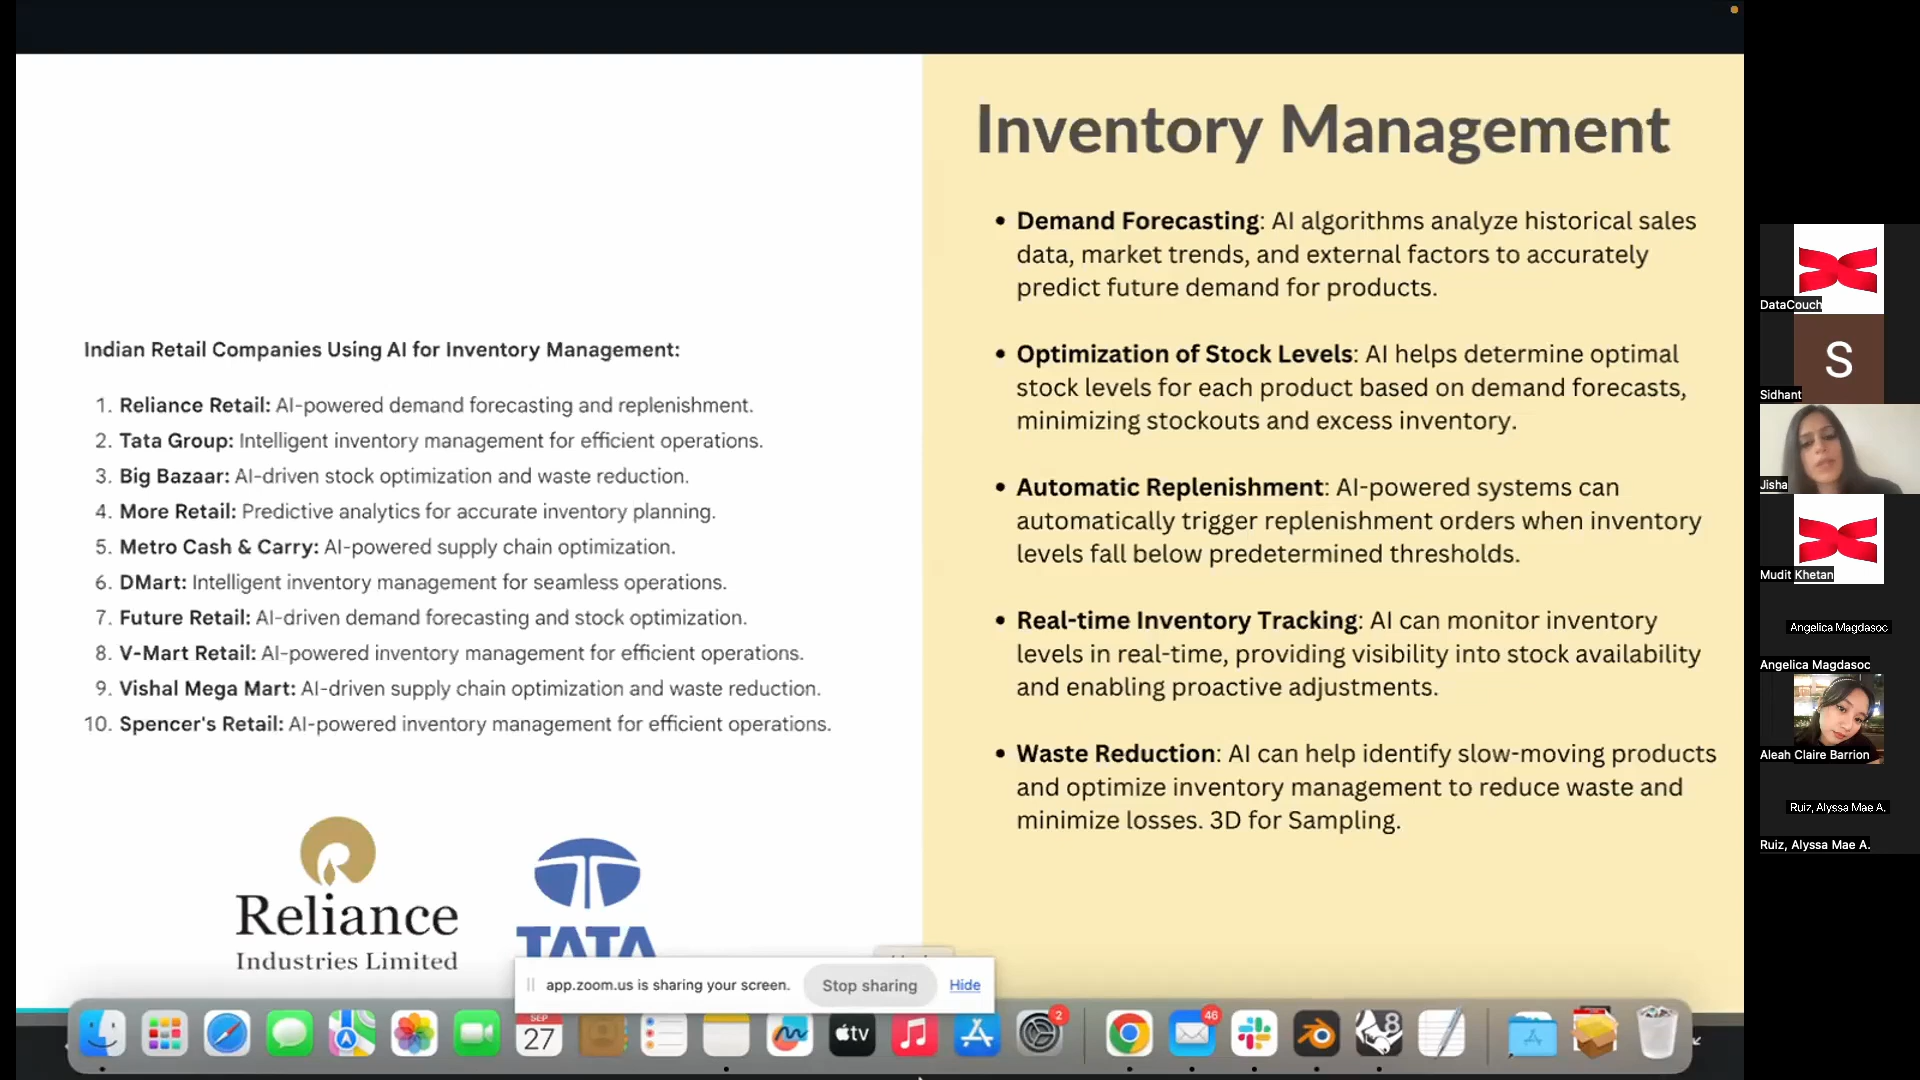 Inventory Management
• Demand Forecasting: AI algorithms analyze historical sales
data, market trends, and external factors to accurately
predict future demand for products.
• Optimization of Stock Levels: AI helps determine optimal
stock levels for each product based on demand forecasts,
minimizing stockouts and excess inventory.
• Automatic Replenishment: AI-powered systems can
automatically trigger replenishment orders when inventory
levels fall below predetermined thresholds.
• Real-time Inventory Tracking: AI can monitor inventory
levels in real-time, providing visibility into stock availability
and enabling proactive adjustments.
• Waste Reduction: AI can help identify slow-moving products
and optimize inventory management to reduce waste and
minimize losses. 3D for Sampling.
Indian Retail Companies Using AI for Inventory Management:
1. Reliance Retail: AI-powered demand forecasting and replenishment.
2. Tata Group: Intelligent inventory management for efficient operations.
3. Big Bazaar: AI-driven stock optimization and waste reduction.
4. More Retail: Predictive analytics for accurate inventory planning.
5. Metro Cash & Carry: AI-powered supply chain optimization.
6. DMart: Intelligent inventory management for seamless operations.
7. Future Retail: AI-driven demand forecasting and stock optimization.
8. V-Mart Retail: AI-powered inventory management for efficient operations.
9. Vishal Mega Mart: AI-driven supply chain optimization and waste reduction.
10. Spencer's Retail: AI-powered inventory management for efficient operations.
Reliance
Industries Limited
TATA
app.zoom.us is sharing your screen.
Stop sharing
Hide
SEP
27
tv
2
46
8
DataCouch
S
Sidhant
Jisha
Mudit Khetan
Angelica Magdasoc
Angelica Magdasoc
Aleah Claire Barrion
Ruiz, Alyssa Mae A.
Ruiz, Alyssa Mae A.